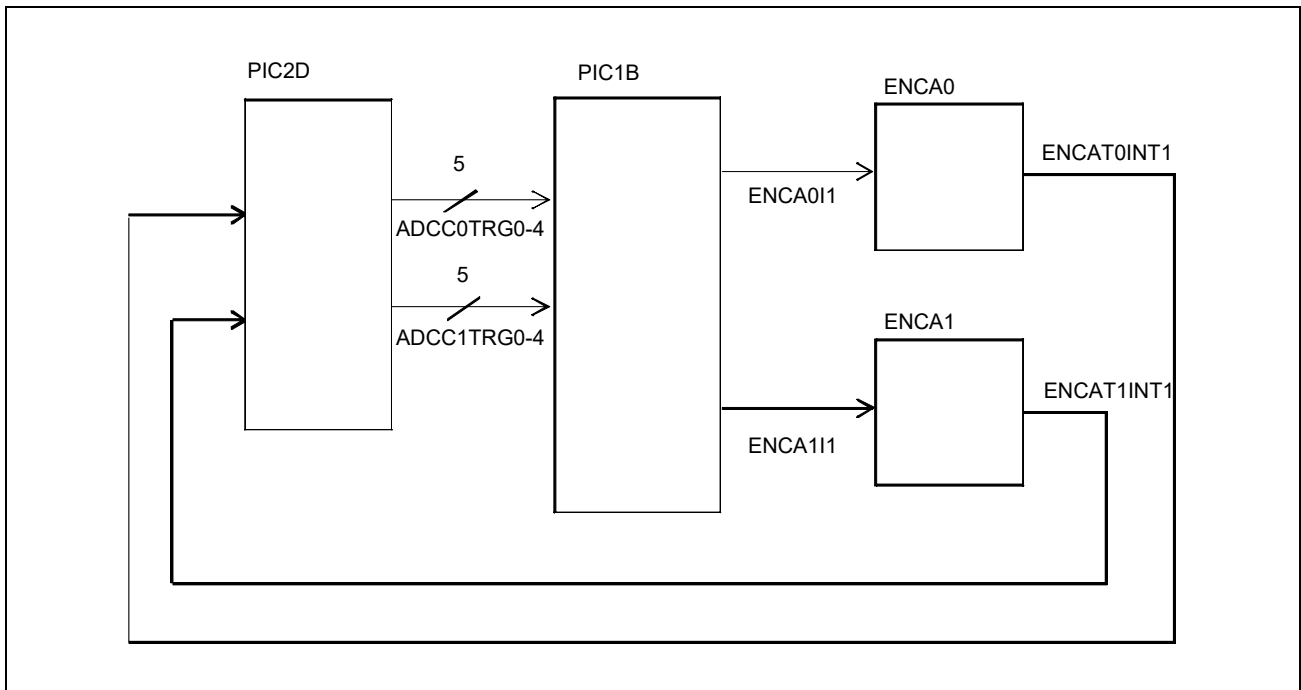 PIC2D
PIC1B
ENCA0
ENCAT0INT1
5
ENCA0I1
ADCC0TRG0-4
5
ENCA1
ADCC1TRG0-4
ENCAT1INT1
ENCA1I1